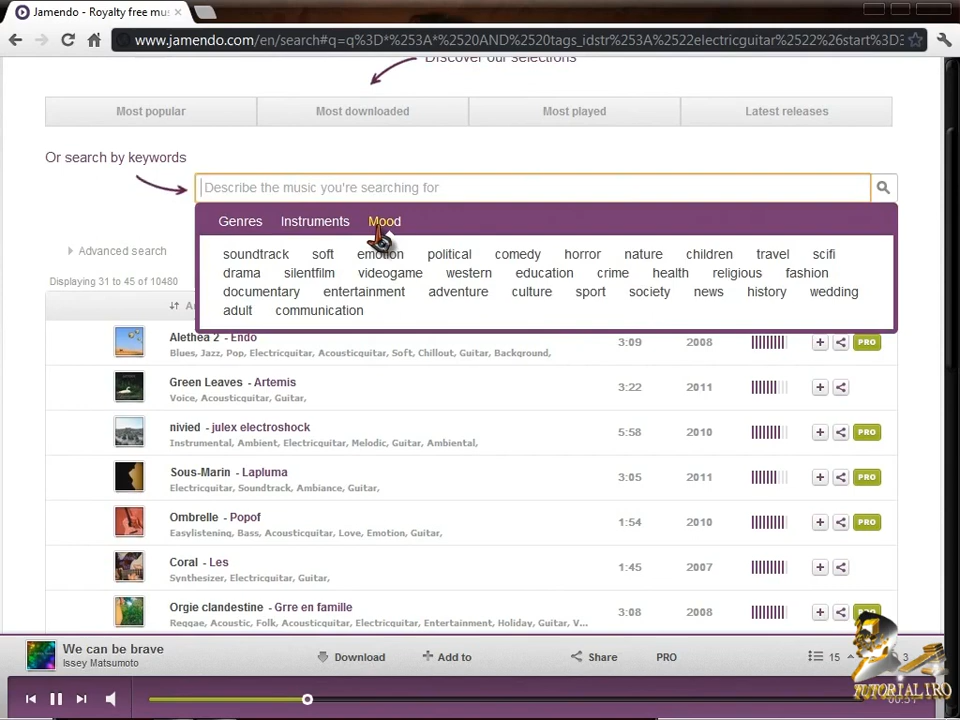 Jamendo - Royalty free mus
www.jamendo.com/en/search#q=q%3D*%253A*%2520AND%2520tags_idstr%253A%2522electricguitar%2522%26start%3D3
Discover our selections
Most popular
Most downloaded
Most played
Latest releases
Or search by keywords
Describe the music you're searching for
Genres Instruments Mood
soundtrack soft emotion political comedy horror nature children travel scifi
drama silentfilm videogame western education crime health religious fashion
documentary entertainment adventure culture sport society news history wedding
adult communication
Advanced search
Displaying 31 to 45 of 10480
Alethea 2 - Endo
Blues, Jazz, Pop, Electricguitar, Acousticguitar, Soft, Chillout, Guitar, Background,
3:09 2008 PRO
Green Leaves - Artemis
Voice, Acousticguitar, Guitar,
3:22 2011
nivied - julex electroshock
Instrumental, Ambient, Electricguitar, Melodic, Guitar, Ambiental,
5:58 2010 PRO
Sous-Marin - Lapluma
Electricguitar, Soundtrack, Ambiance, Guitar,
3:05 2011 PRO
Ombrelle - Popof
Easylistening, Bass, Acousticguitar, Love, Emotion, Guitar,
1:54 2010 PRO
Coral - Les
Synthesizer, Electricguitar, Guitar,
1:45 2007
Orgie clandestine - Grre en famille
Reggae, Acoustic, Folk, Acousticguitar, Electricguitar, Entertainment, Holiday, Guitar, V...
3:08 2008
We can be brave
Issey Matsumoto
Download
Add to
Share
PRO
15
3
TUTORIALIRO